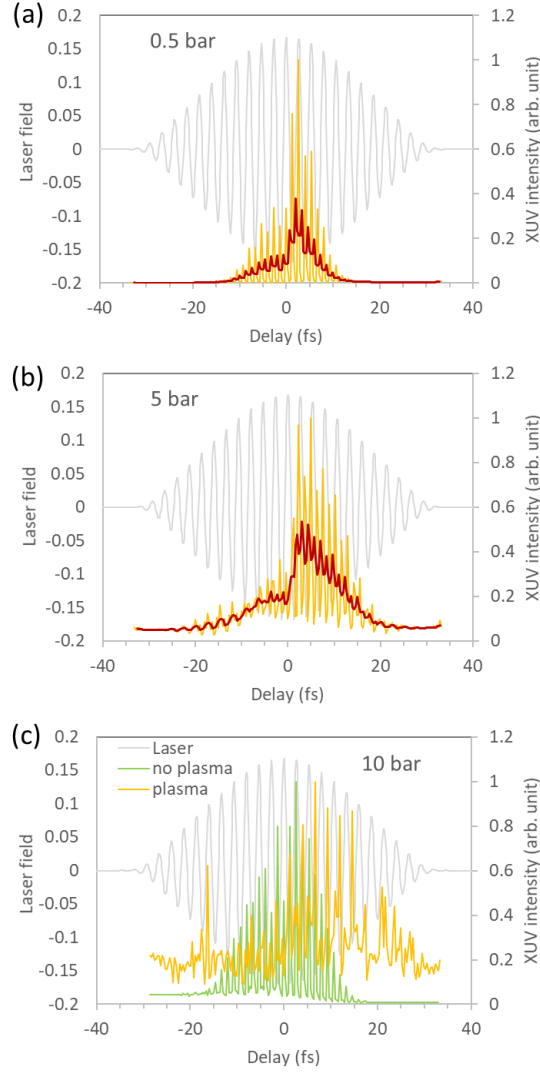 (a)
0.5 bar
0.2
0.15
0.1
0.05
0
-0.05
-0.1
-0.15
-0.2
Laser field
1.2
1
0.8
0.6
0.4
0.2
0
XUV intensity (arb. unit)
-40 -20 0 20 40
Delay (fs)
(b)
5 bar
0.2
0.15
0.1
0.05
0
-0.05
-0.1
-0.15
-0.2
Laser field
1.2
1
0.8
0.6
0.4
0.2
0
XUV intensity (arb. unit)
-40 -20 0 20 40
Delay (fs)
(c)
Laser
no plasma
plasma
10 bar
0.2
0.15
0.1
0.05
0
-0.05
-0.1
-0.15
-0.2
Laser field
1.2
1
0.8
0.6
0.4
0.2
0
XUV intensity (arb. unit)
-40 -20 0 20 40
Delay (fs)